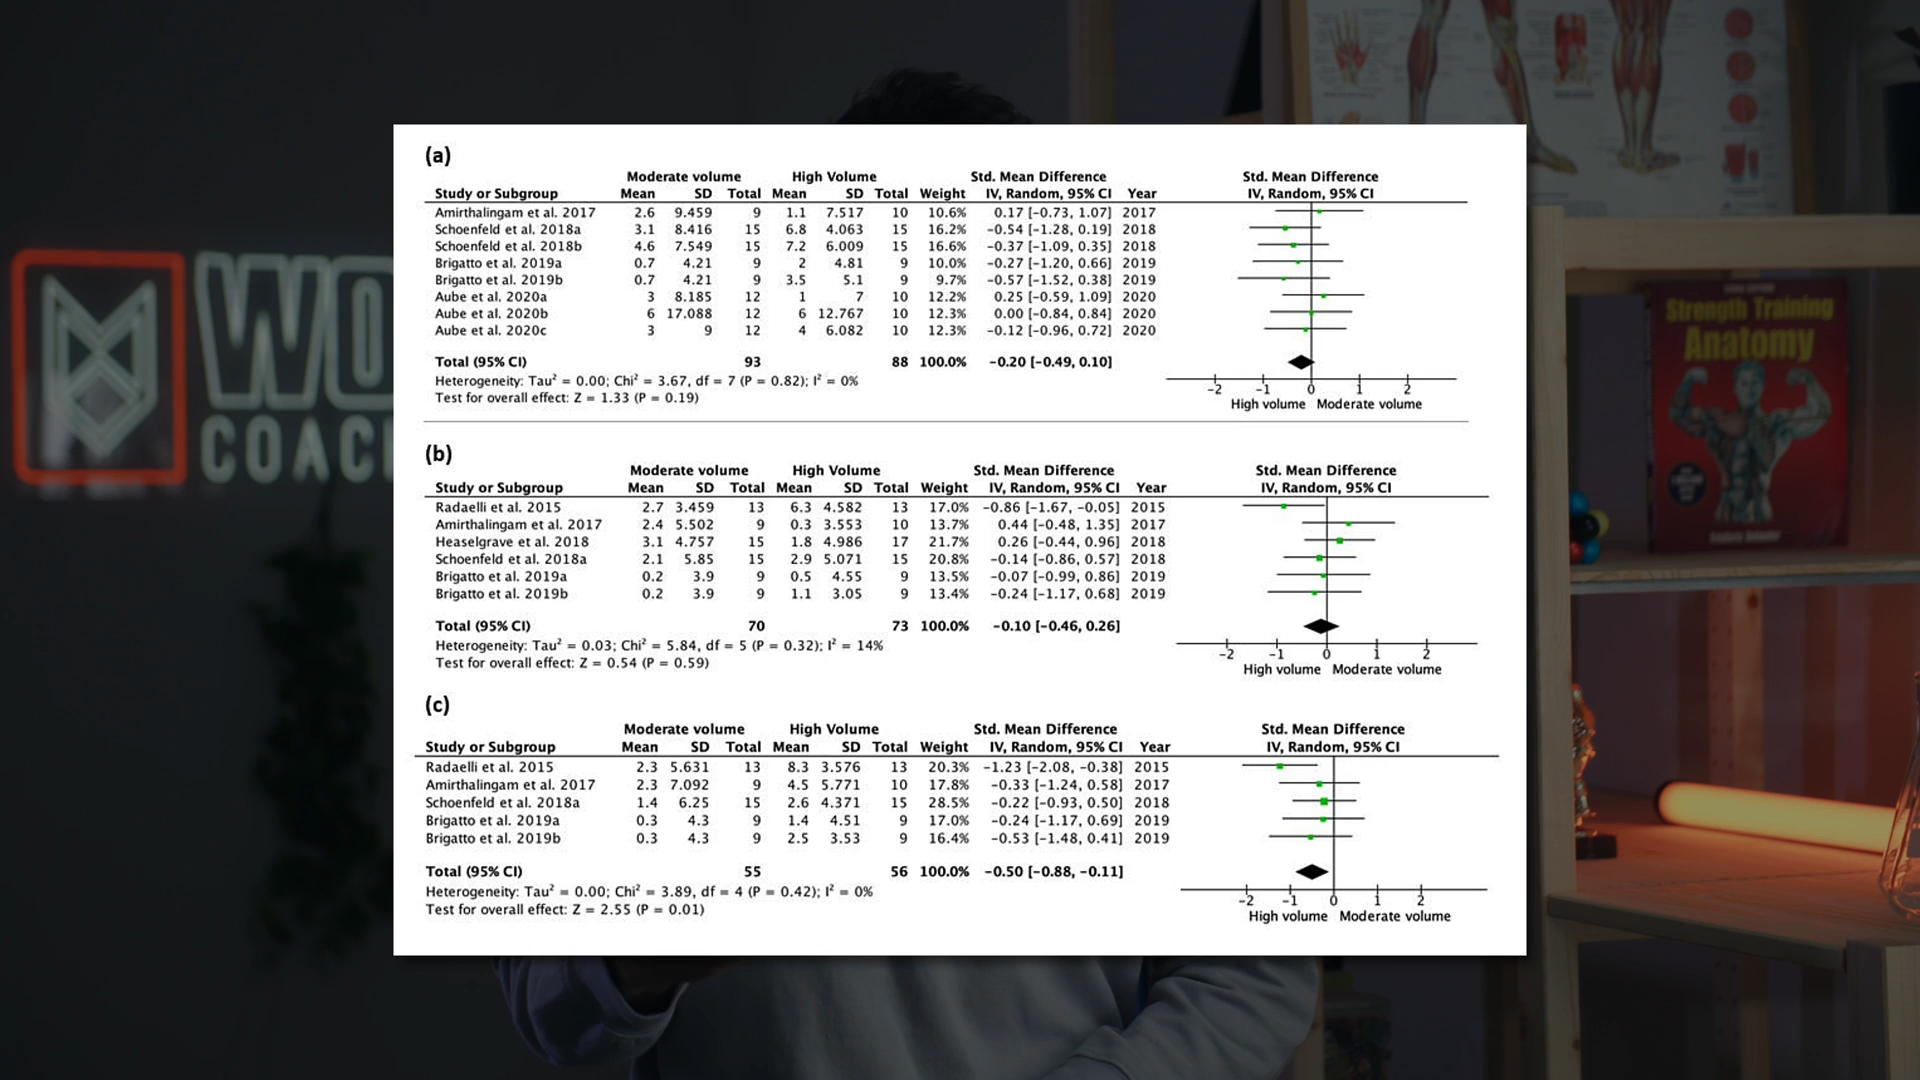 (a)
Moderate volume High Volume Std. Mean Difference Std. Mean Difference
Study or Subgroup Mean SD Total Mean SD Total Weight IV, Random, 95% CI Year IV, Random, 95% CI
Amirthalingam et al. 2017 2.6 9.459 9 1.1 7.517 10 10.6% 0.17 [−0.73, 1.07] 2017
Schoenfeld et al. 2018a 3.1 8.416 15 6.8 4.063 15 16.2% −0.54 [−1.28, 0.19] 2018
Schoenfeld et al. 2018b 4.6 7.549 15 7.2 6.009 15 16.6% −0.37 [−1.09, 0.35] 2018
Brigatto et al. 2019a 0.7 4.21 9 2 4.81 9 10.0% −0.27 [−1.20, 0.66] 2019
Brigatto et al. 2019b 0.7 4.21 9 3.5 5.1 9 9.7% −0.57 [−1.52, 0.38] 2019
Aube et al. 2020a 3 8.185 12 1 7 10 12.2% 0.25 [−0.59, 1.09] 2020
Aube et al. 2020b 6 17.088 12 6 12.767 10 12.3% 0.00 [−0.84, 0.84] 2020
Aube et al. 2020c 3 9 12 4 6.082 10 12.3% −0.12 [−0.96, 0.72] 2020
Total (95% CI) 93 88 100.0% −0.20 [−0.49, 0.10]
Heterogeneity: Tau² = 0.00; Chi² = 3.67, df = 7 (P = 0.82); I² = 0%
Test for overall effect: Z = 1.33 (P = 0.19)
−2 −1 0 1 2
High volume Moderate volume
(b)
Moderate volume High Volume Std. Mean Difference Std. Mean Difference
Study or Subgroup Mean SD Total Mean SD Total Weight IV, Random, 95% CI Year IV, Random, 95% CI
Radaelli et al. 2015 2.7 3.459 13 6.3 4.582 13 17.0% −0.86 [−1.67, −0.05] 2015
Amirthalingam et al. 2017 2.4 5.502 9 0.3 3.553 10 13.7% 0.44 [−0.48, 1.35] 2017
Heaselgrave et al. 2018 3.1 4.757 15 1.8 4.986 17 21.7% 0.26 [−0.44, 0.96] 2018
Schoenfeld et al. 2018a 2.1 5.85 15 2.9 5.071 15 20.8% −0.14 [−0.86, 0.57] 2018
Brigatto et al. 2019a 0.2 3.9 9 0.5 4.55 9 13.5% −0.07 [−0.99, 0.86] 2019
Brigatto et al. 2019b 0.2 3.9 9 1.1 3.05 9 13.4% −0.24 [−1.17, 0.68] 2019
Total (95% CI) 70 73 100.0% −0.10 [−0.46, 0.26]
Heterogeneity: Tau² = 0.03; Chi² = 5.84, df = 5 (P = 0.32); I² = 14%
Test for overall effect: Z = 0.54 (P = 0.59)
−2 −1 0 1 2
High volume Moderate volume
(c)
Moderate volume High Volume Std. Mean Difference Std. Mean Difference
Study or Subgroup Mean SD Total Mean SD Total Weight IV, Random, 95% CI Year IV, Random, 95% CI
Radaelli et al. 2015 2.3 5.631 13 8.3 3.576 13 20.3% −1.23 [−2.08, −0.38] 2015
Amirthalingam et al. 2017 2.3 7.092 9 4.5 5.771 10 17.8% −0.33 [−1.24, 0.58] 2017
Schoenfeld et al. 2018a 1.4 6.25 15 2.6 4.371 15 28.5% −0.22 [−0.93, 0.50] 2018
Brigatto et al. 2019a 0.3 4.3 9 1.4 4.51 9 17.0% −0.24 [−1.17, 0.69] 2019
Brigatto et al. 2019b 0.3 4.3 9 2.5 3.53 9 16.4% −0.53 [−1.48, 0.41] 2019
Total (95% CI) 55 56 100.0% −0.50 [−0.88, −0.11]
Heterogeneity: Tau² = 0.00; Chi² = 3.89, df = 4 (P = 0.42); I² = 0%
Test for overall effect: Z = 2.55 (P = 0.01)
−2 −1 0 1 2
High volume Moderate volume
WO
COAC
Strength Training
Anatomy